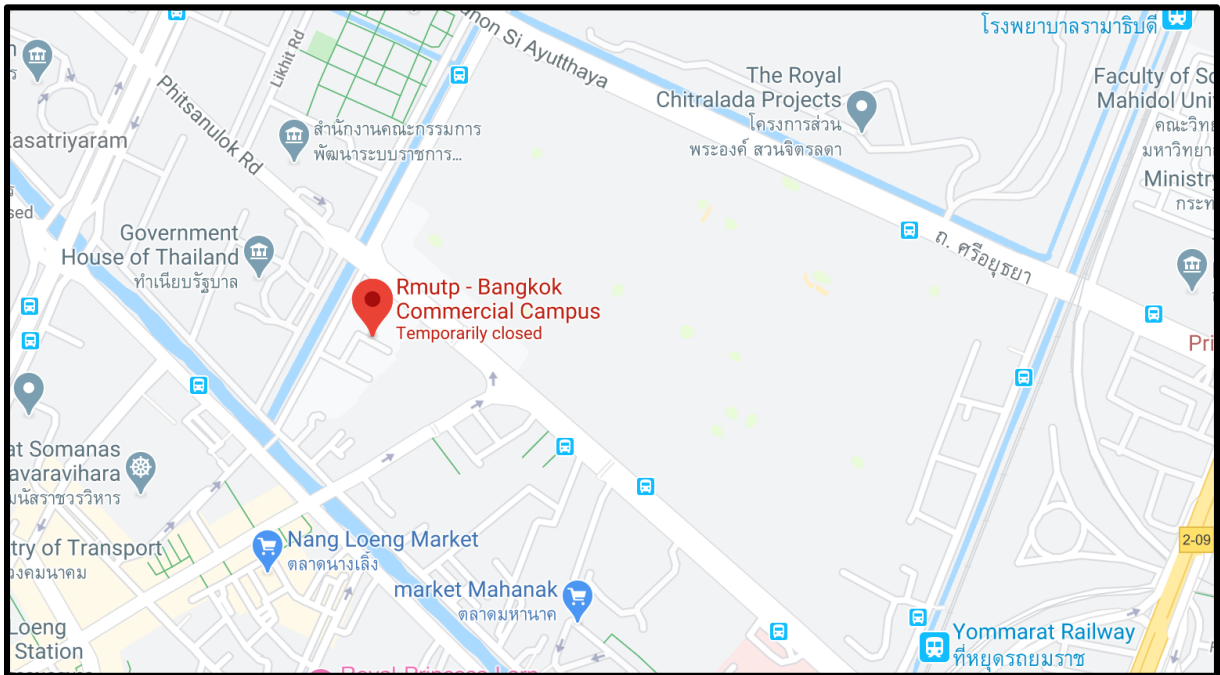 โรงพยาบาลรามาธิบดี
non Si Ayutthaya
Likhit Rd
Phitsanulok Rd
The Royal
Chitralada Projects
โครงการส่วน
พระองค์ สวนจิตรลดา
Faculty of Sc
Mahidol Uni
คณะวิทย
มหาวิทยา
Ministry
กระท
สำนักงานคณะกรรมการ
พัฒนาระบบราชการ...
asatriyaram
sed
Government
House of Thailand
ทำเนียบรัฐบาล
ถ. ศรีอยุธยา
Rmutp - Bangkok
Commercial Campus
Temporarily closed
Pri
at Somanas
avaravihara
มนัสราชวรวิหาร
try of Transport
วงคมนาคม
Nang Loeng Market
ตลาดนางเลิ้ง
2-09
market Mahanak
ตลาดมหานาค
Loeng
Station
Yommarat Railway
ที่หยุดรถยมราช